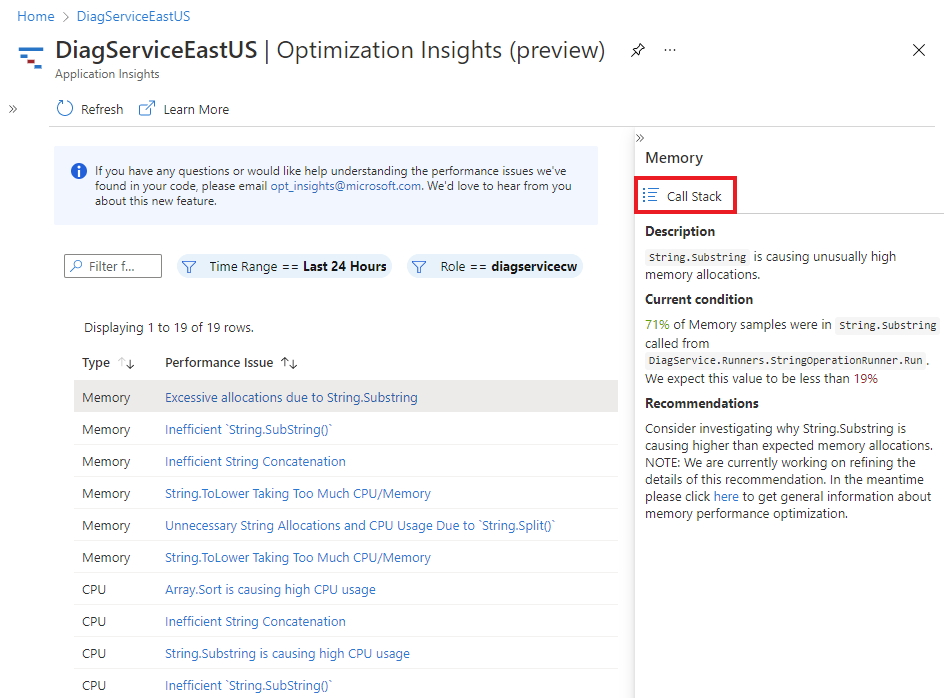 Home > DiagServiceEastUS
DiagServiceEastUS | Optimization Insights (preview)
Application Insights
Refresh
Learn More
If you have any questions or would like help understanding the performance issues we've
found in your code, please email opt_insights@microsoft.com. We'd love to hear from you
about this new feature.
Filter f...
Time Range == Last 24 Hours
Role == diagservicecw
Displaying 1 to 19 of 19 rows.
Type Performance Issue
Memory Excessive allocations due to String.Substring
Memory Inefficient `String.SubString()`
Memory Inefficient String Concatenation
Memory String.ToLower Taking Too Much CPU/Memory
Memory Unnecessary String Allocations and CPU Usage Due to `String.Split()`
Memory String.ToLower Taking Too Much CPU/Memory
CPU Array.Sort is causing high CPU usage
CPU Inefficient String Concatenation
CPU String.Substring is causing high CPU usage
CPU Inefficient `String.SubString()`
Memory
Call Stack
Description
String.Substring is causing unusually high
memory allocations.
Current condition
71% of Memory samples were in String.Substring
called from
DiagService.Runners.StringOperationRunner.Run.
We expect this value to be less than 19%
Recommendations
Consider investigating why String.Substring is
causing higher than expected memory allocations.
NOTE: We are currently working on refining the
details of this recommendation. In the meantime
please click here to get general information about
memory performance optimization.